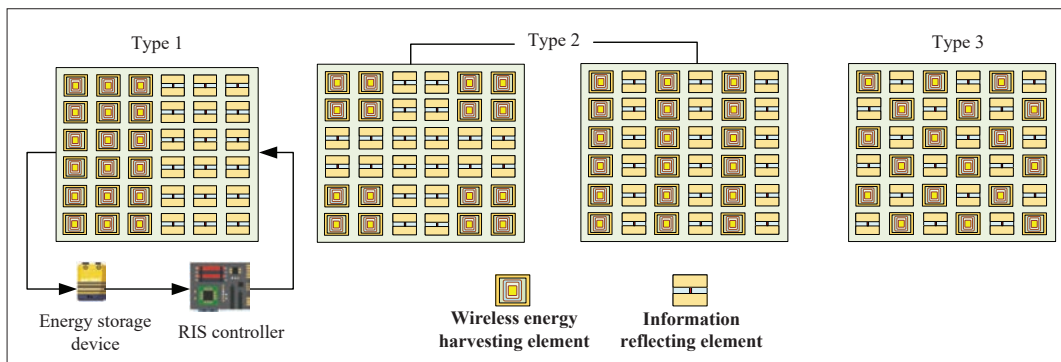 Type 1
Type 2
Type 3
Energy storage
device
RIS controller
Wireless energy
harvesting element
Information
reflecting element